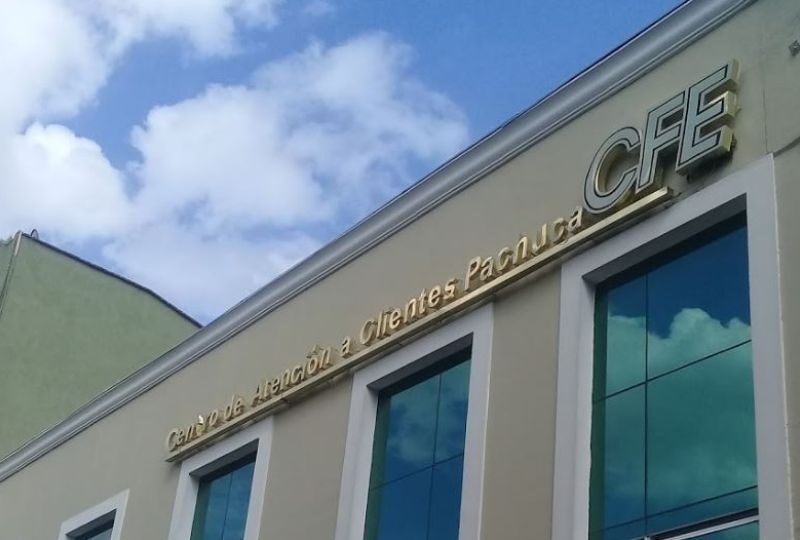 Centro de Atención a Clientes Pachuca CFE